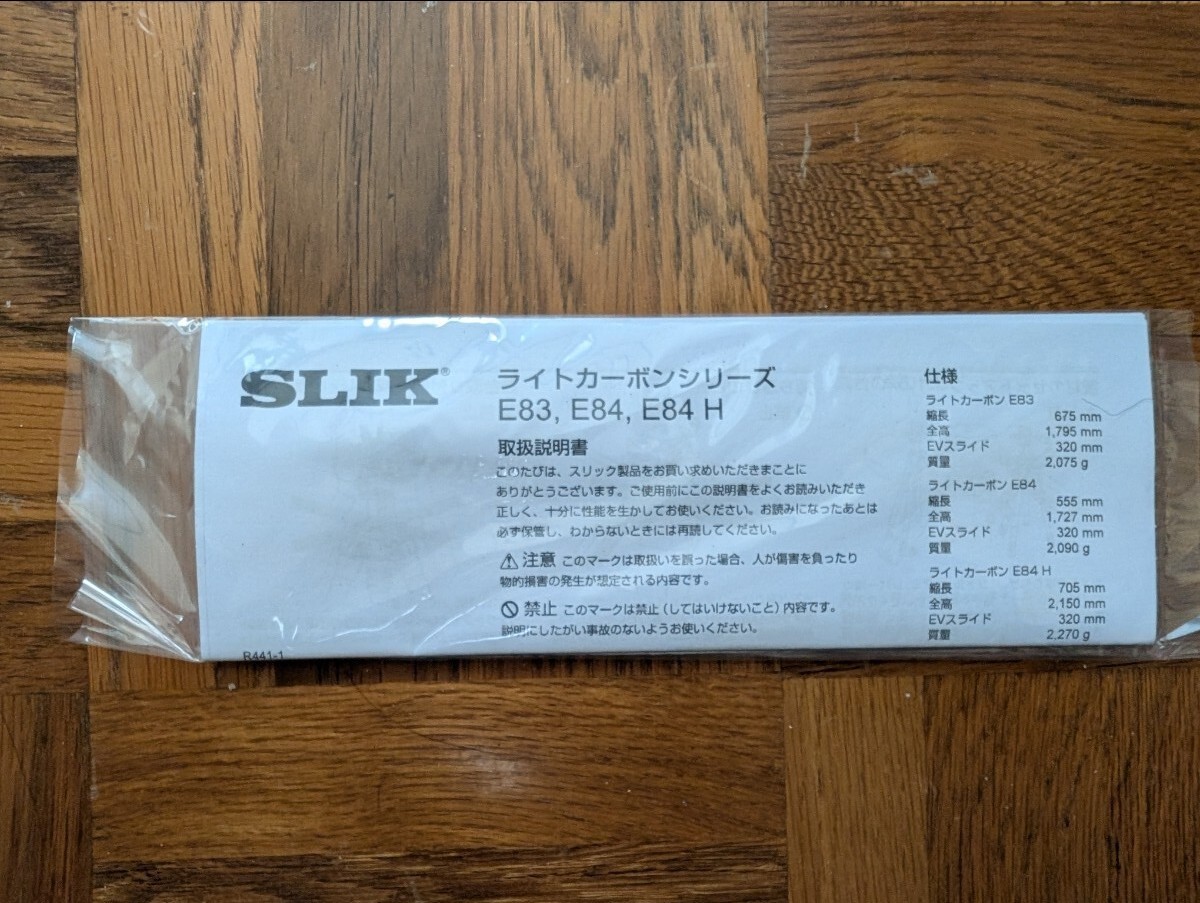 SLIK®
ライトカーボンシリーズ
E83, E84, E84 H
取扱説明書
このたびは、スリック製品をお買い求めいただきまことに
ありがとうございます。ご使用前にこの説明書をよくお読みいただき
正しく、十分に性能を生かしてお使いください。お読みになったあとは
必ず保管し、わからないときには再読してください。
⚠ 注意 このマークは取扱いを誤った場合、人が傷害を負ったり
物的損害の発生が想定される内容です。
🚫 禁止 このマークは禁止（してはいけないこと）内容です。
説明にしたがい事故のないようお使いください。
R441-1
仕様
ライトカーボン E83
縮長 675 mm
全高 1,795 mm
EVスライド 320 mm
質量 2,075 g
ライトカーボン E84
縮長 555 mm
全高 1,727 mm
EVスライド 320 mm
質量 2,090 g
ライトカーボン E84 H
縮長 705 mm
全高 2,150 mm
EVスライド 320 mm
質量 2,270 g